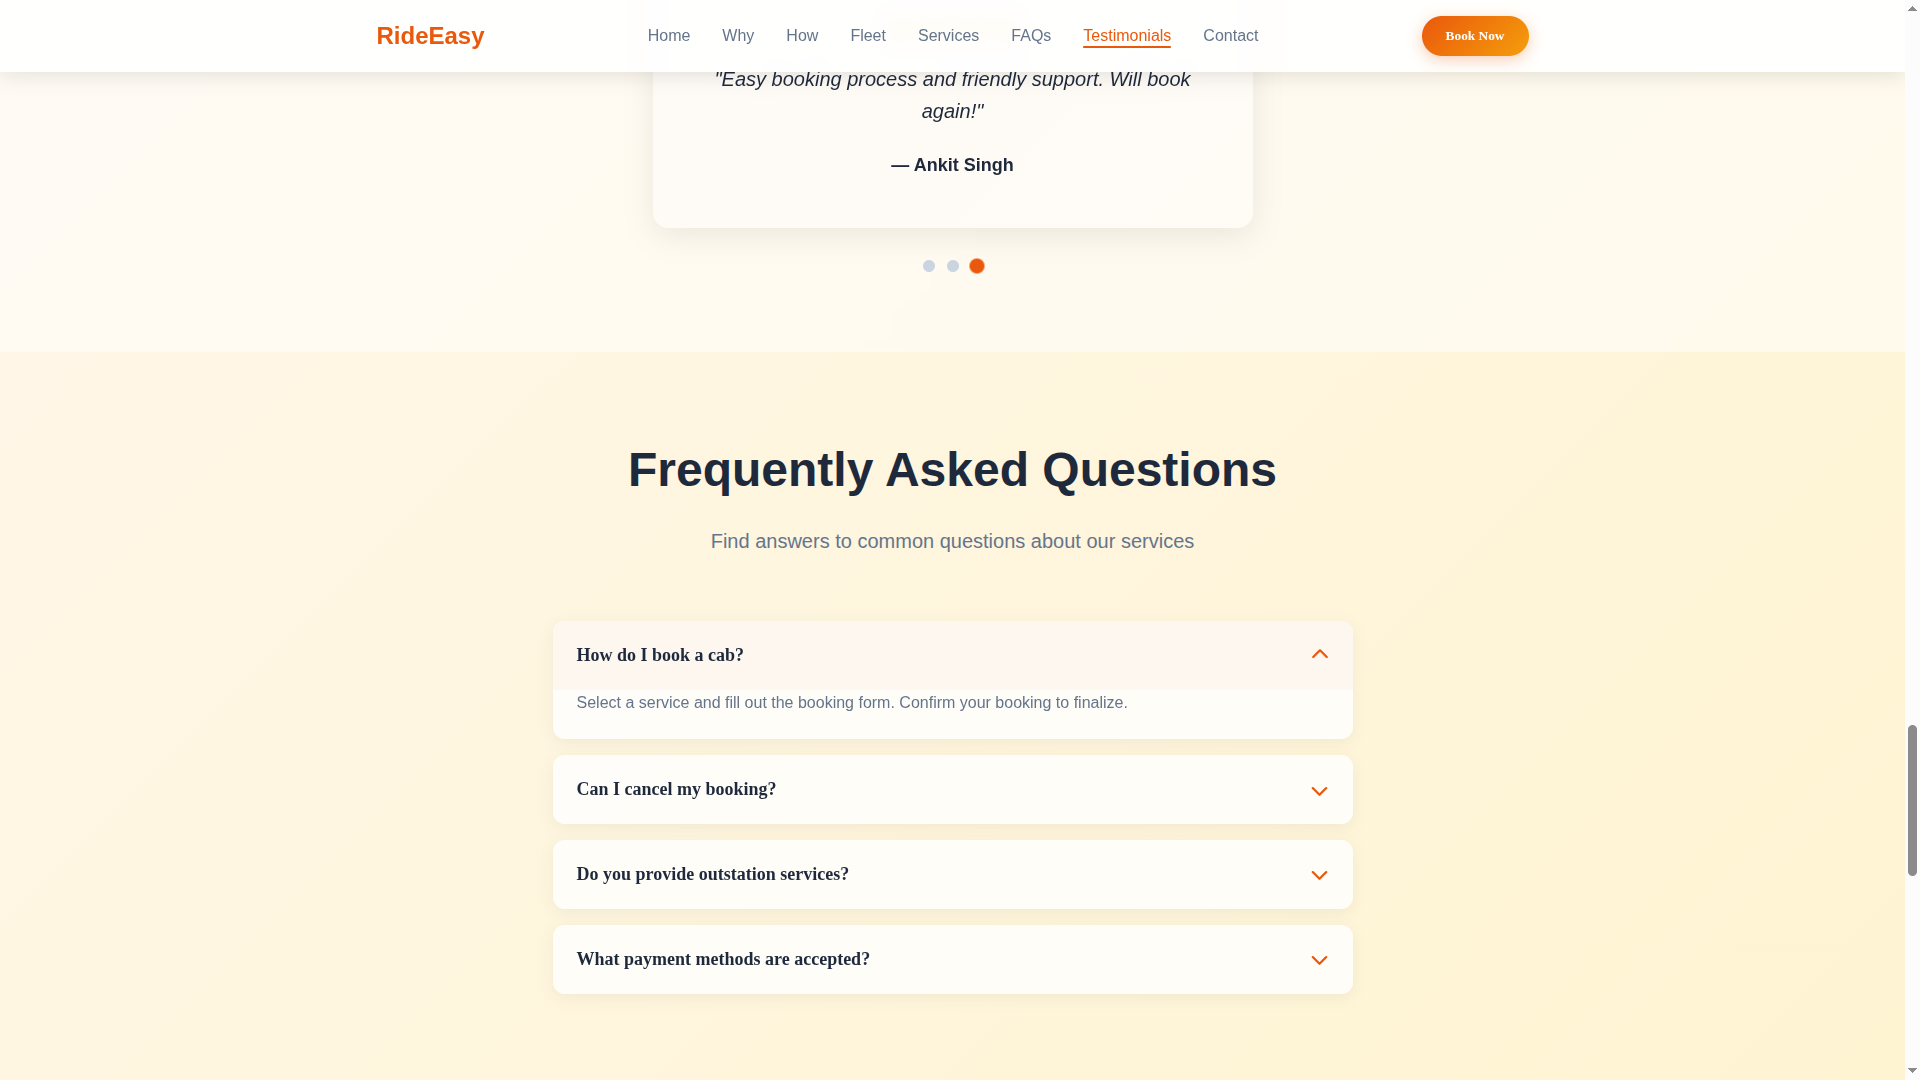 RideEasy
Home
Why
How
Fleet
Services
FAQs
Testimonials
Contact
Book Now
"Easy booking process and friendly support. Will book
again!"
— Ankit Singh
Frequently Asked Questions
Find answers to common questions about our services
How do I book a cab?
Select a service and fill out the booking form. Confirm your booking to finalize.
Can I cancel my booking?
Do you provide outstation services?
What payment methods are accepted?